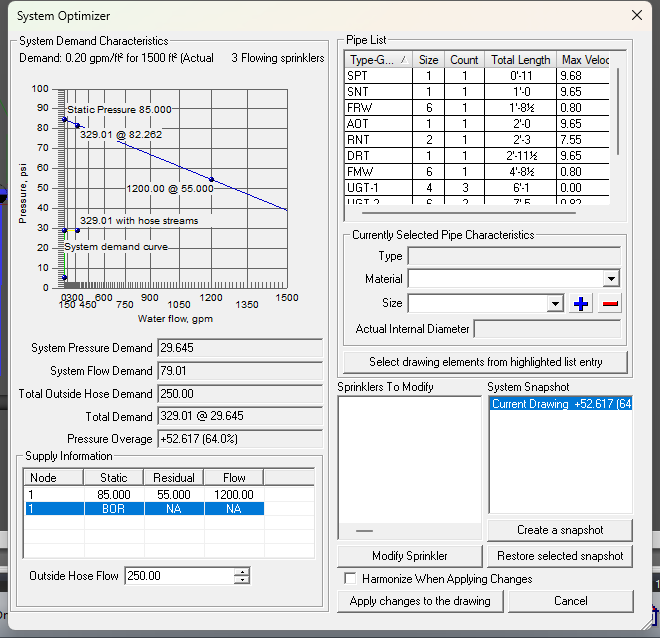 System Optimizer
System Demand Characteristics
Demand: 0.20 gpm/ft² for 1500 ft² (Actual 3 Flowing sprinklers
100
90
80
70
60
50
40
30
20
10
0
Pressure, psi
Static Pressure 85.000
329.01 @ 82.262
1200.00 @ 55.000
329.01 with hose streams
System demand curve
0 300 600 900 1200 1500
150 450 750 1050 1350
Water flow, gpm
System Pressure Demand 29.645
System Flow Demand 79.01
Total Outside Hose Demand 250.00
Total Demand 329.01 @ 29.645
Pressure Overage +52.617 (64.0%)
Supply Information
Node Static Residual Flow
1 85.000 55.000 1200.00
1 BOR NA NA
Outside Hose Flow 250.00
Pipe List
Type-G... Size Count Total Length Max Veloc
SPT 1 1 0'-11 9.68
SNT 1 1 1'-0 9.65
FRW 6 1 1'-8½ 0.80
AOT 1 1 2'-0 9.65
RNT 2 1 2'-3 7.55
DRT 1 1 2'-11½ 9.65
FMW 6 1 4'-8½ 0.80
UGT-1 4 3 6'-1 0.00
UGT-2 6 2 7'-5 0.82
Currently Selected Pipe Characteristics
Type
Material
Size
Actual Internal Diameter
Select drawing elements from highlighted list entry
Sprinklers To Modify
System Snapshot
Current Drawing +52.617 (64
Create a snapshot
Modify Sprinkler
Restore selected snapshot
Harmonize When Applying Changes
Apply changes to the drawing
Cancel